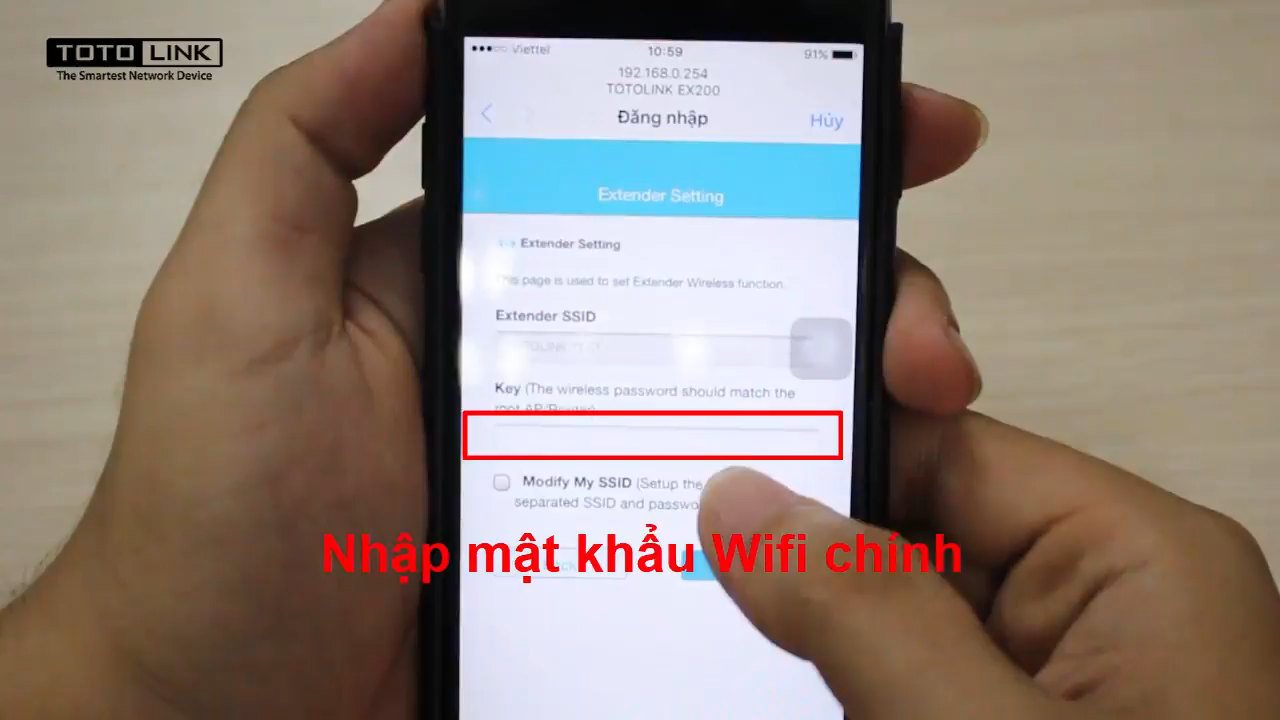 TOTO LINK
The Smartest Network Device
Viettel
10:59
91%
192.168.0.254
TOTOLINK EX200
Đăng nhập
Hủy
Extender Setting
Extender Setting
This page is used to set Extender Wireless function.
Extender SSID
Key (The wireless password should match the
root AP/Router)
Modify My SSID (Setup the
separated SSID and
Nhập mật khẩu Wifi chính